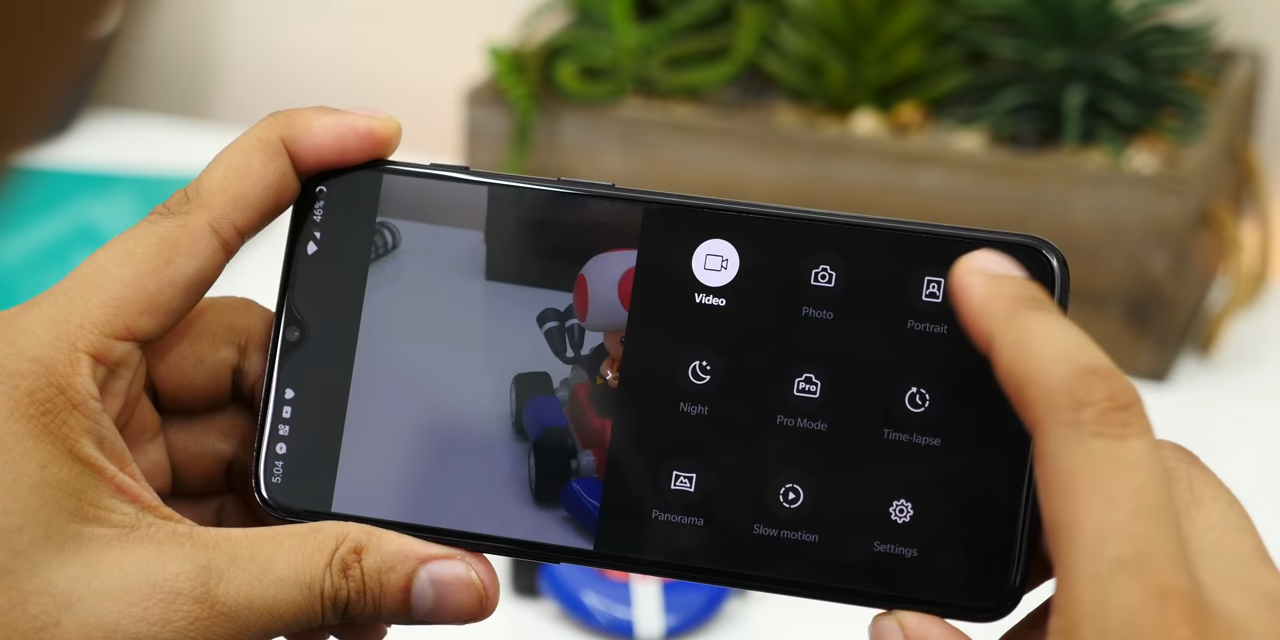 46%
5:04
Video
Photo
Portrait
Night
Pro
Pro Mode
Time-lapse
Panorama
Slow motion
Settings